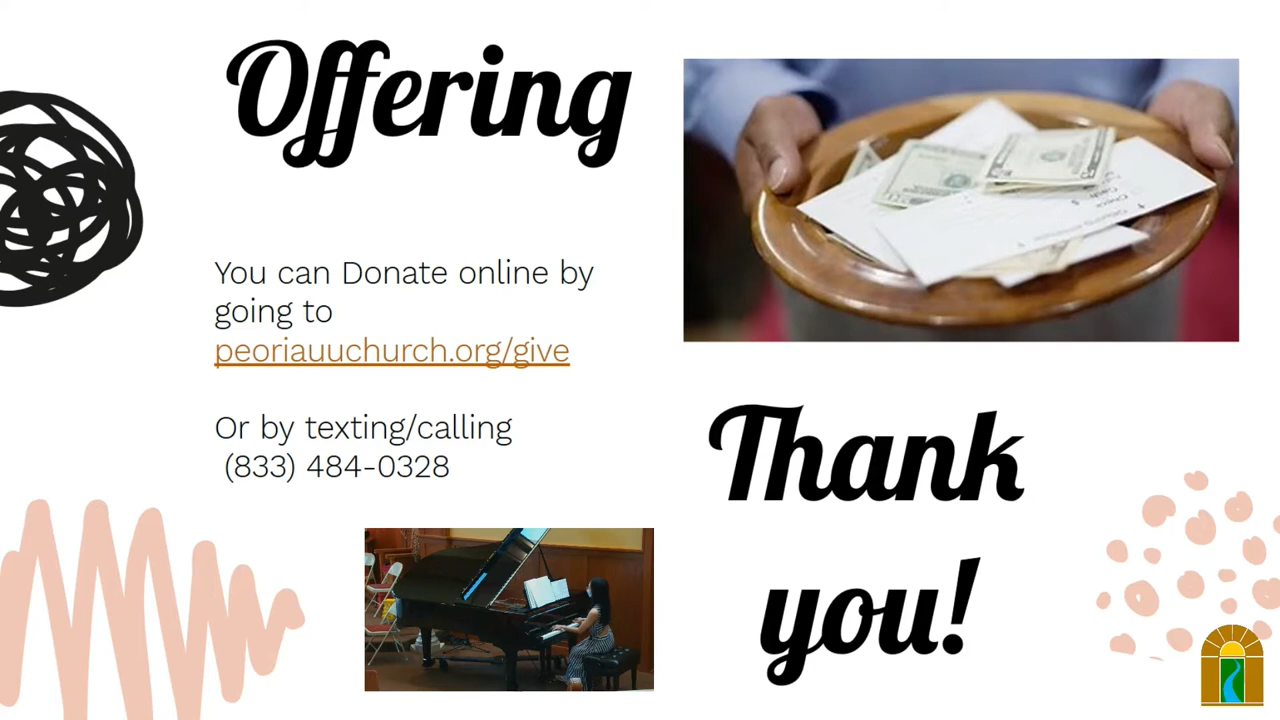 Offering
You can Donate online by
going to
peoriauuchurch.org/give
Or by texting/calling
(833) 484-0328
Thank
you!